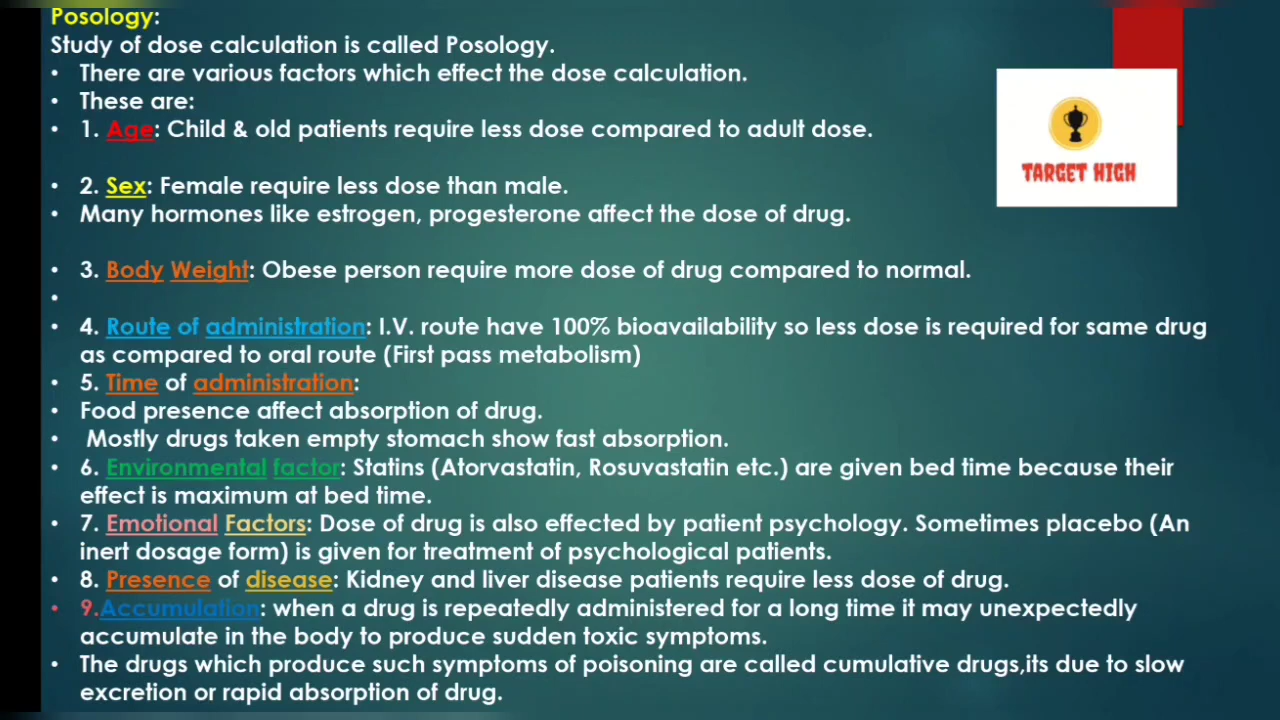 Posology:
Study of dose calculation is called Posology.
• There are various factors which effect the dose calculation.
• These are:
• 1. Age: Child & old patients require less dose compared to adult dose.
• 2. Sex: Female require less dose than male.
• Many hormones like estrogen, progesterone affect the dose of drug.
• 3. Body Weight: Obese person require more dose of drug compared to normal.
•
• 4. Route of administration: I.V. route have 100% bioavailability so less dose is required for same drug
as compared to oral route (First pass metabolism)
• 5. Time of administration:
• Food presence affect absorption of drug.
• Mostly drugs taken empty stomach show fast absorption.
• 6. Environmental factor: Statins (Atorvastatin, Rosuvastatin etc.) are given bed time because their
effect is maximum at bed time.
• 7. Emotional Factors: Dose of drug is also effected by patient psychology. Sometimes placebo (An
inert dosage form) is given for treatment of psychological patients.
• 8. Presence of disease: Kidney and liver disease patients require less dose of drug.
• 9.Accumulation: when a drug is repeatedly administered for a long time it may unexpectedly
accumulate in the body to produce sudden toxic symptoms.
• The drugs which produce such symptoms of poisoning are called cumulative drugs,its due to slow
excretion or rapid absorption of drug.
TARGET HIGH